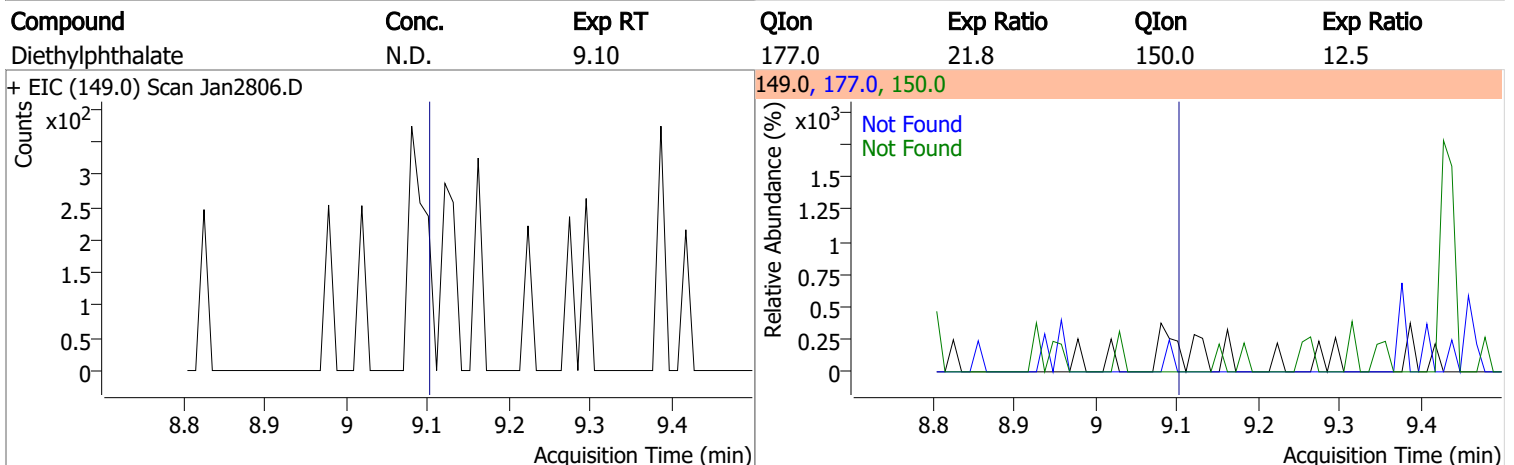 Compound Conc. Exp RT QIon Exp Ratio QIon Exp Ratio
Diethylphthalate N.D. 9.10 177.0 21.8 150.0 12.5
+ EIC (149.0) Scan Jan2806.D
Counts
x10²
3
2.5
2
1.5
1
0.5
0
8.8 8.9 9 9.1 9.2 9.3 9.4
Acquisition Time (min)
149.0, 177.0, 150.0
Relative Abundance (%)
x10³
Not Found
Not Found
1.5
1.25
1
0.75
0.5
0.25
0
8.8 8.9 9 9.1 9.2 9.3 9.4
Acquisition Time (min)